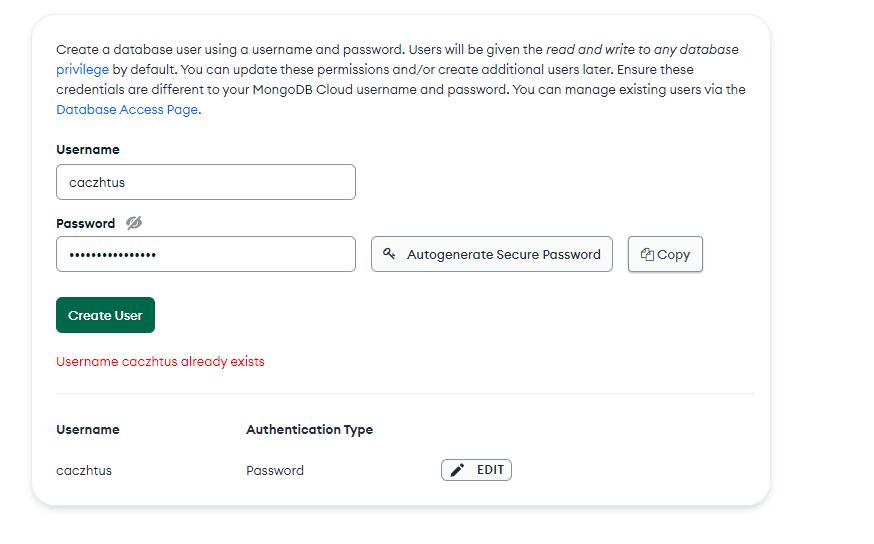 Create a database user using a username and password. Users will be given the read and write to any database
privilege by default. You can update these permissions and/or create additional users later. Ensure these
credentials are different to your MongoDB Cloud username and password. You can manage existing users via the
Database Access Page.
Username
caczhtus
Password
••••••••••••••••
Autogenerate Secure Password
Copy
Create User
Username caczhtus already exists
Username Authentication Type
caczhtus Password EDIT